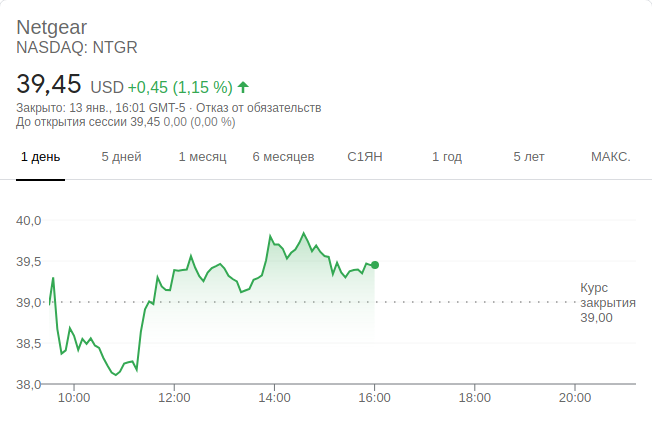 Netgear
NASDAQ: NTGR
39,45 USD +0,45 (1,15 %)
Закрыто: 13 янв., 16:01 GMT-5 · Отказ от обязательств
До открытия сессии 39,45 0,00 (0,00 %)
1 день 5 дней 1 месяц 6 месяцев С1ЯН 1 год 5 лет МАКС.
40,0
39,5
39,0
38,5
38,0
Курс
закрытия
39,00
10:00 12:00 14:00 16:00 18:00 20:00